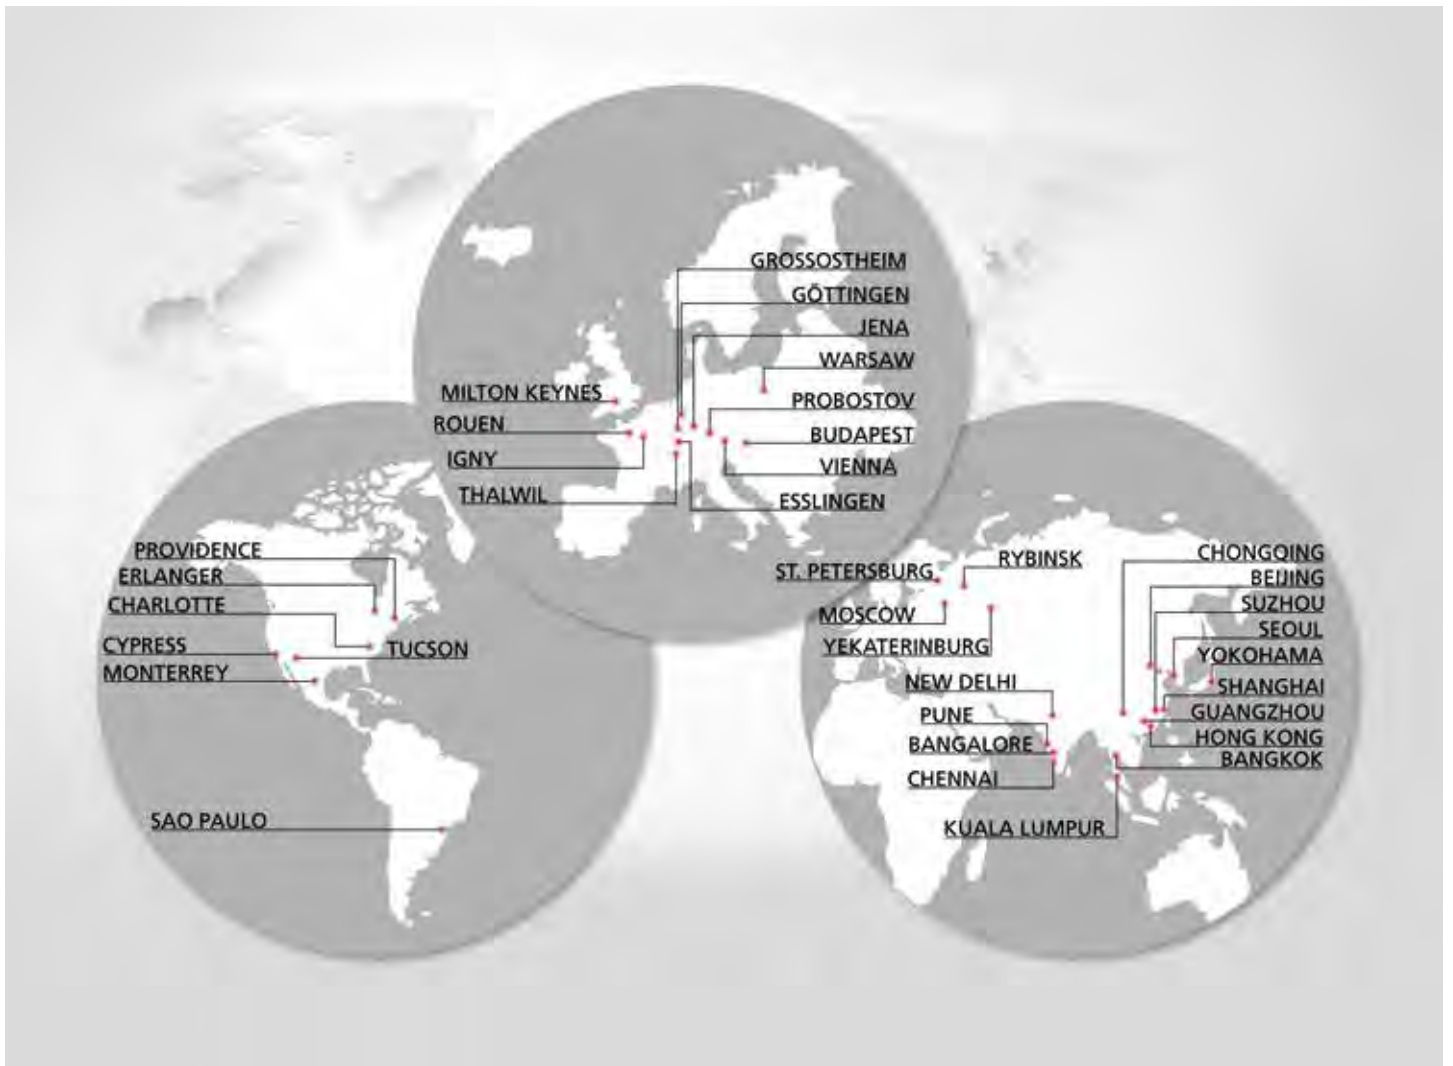 GROSSOSTHEIM
GÖTTINGEN
JENA
WARSAW
MILTON KEYNES
PROBOSTOV
ROUEN
BUDAPEST
IGNY
VIENNA
THALWIL
ESSLINGEN
PROVIDENCE
ERLANGER
CHARLOTTE
CYPRESS
TUCSON
MONTERREY
SAO PAULO
ST. PETERSBURG
RYBINSK
CHONGQING
BEIJING
MOSCOW
SUZHOU
YEKATERINBURG
SEOUL
YOKOHAMA
NEW DELHI
SHANGHAI
PUNE
GUANGZHOU
BANGALORE
HONG KONG
CHENNAI
BANGKOK
KUALA LUMPUR